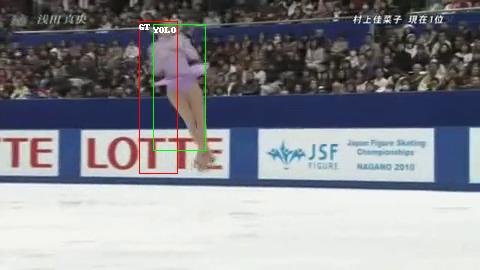 浅田真央
村上佳菜子 現在1位
GT
YOLO
TTE
LOTTE
JSF
FIGURE
Japan Figure Skating
Championships
NAGANO 2010